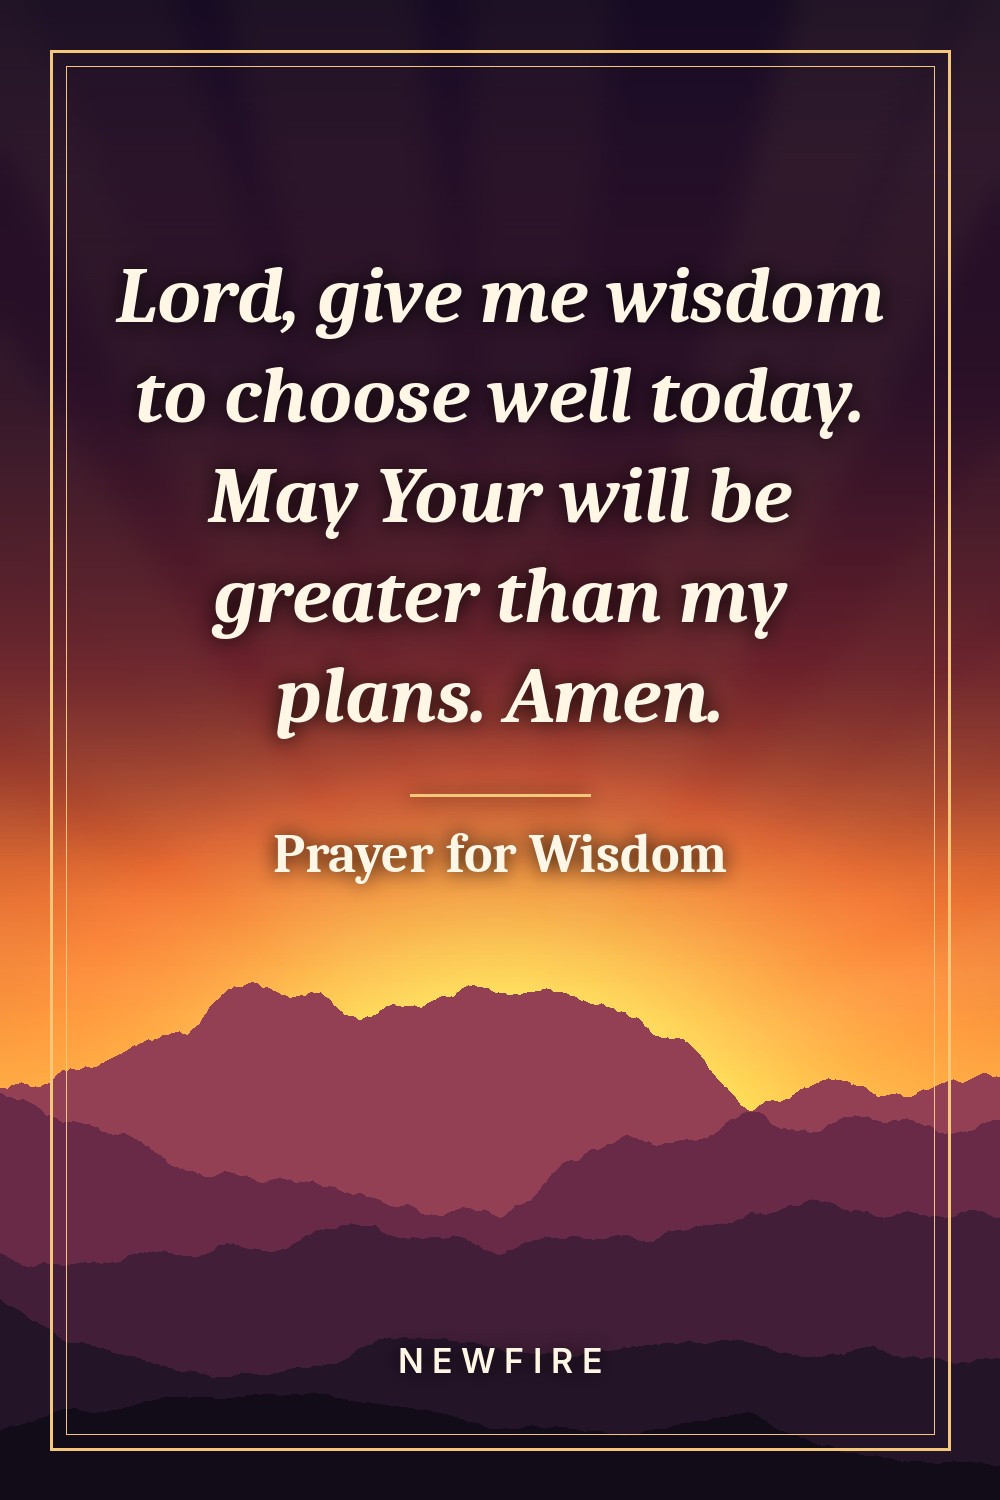 Lord, give me wisdom
to choose well today.
May Your will be
greater than my
plans. Amen.
Prayer for Wisdom
NEWFIRE